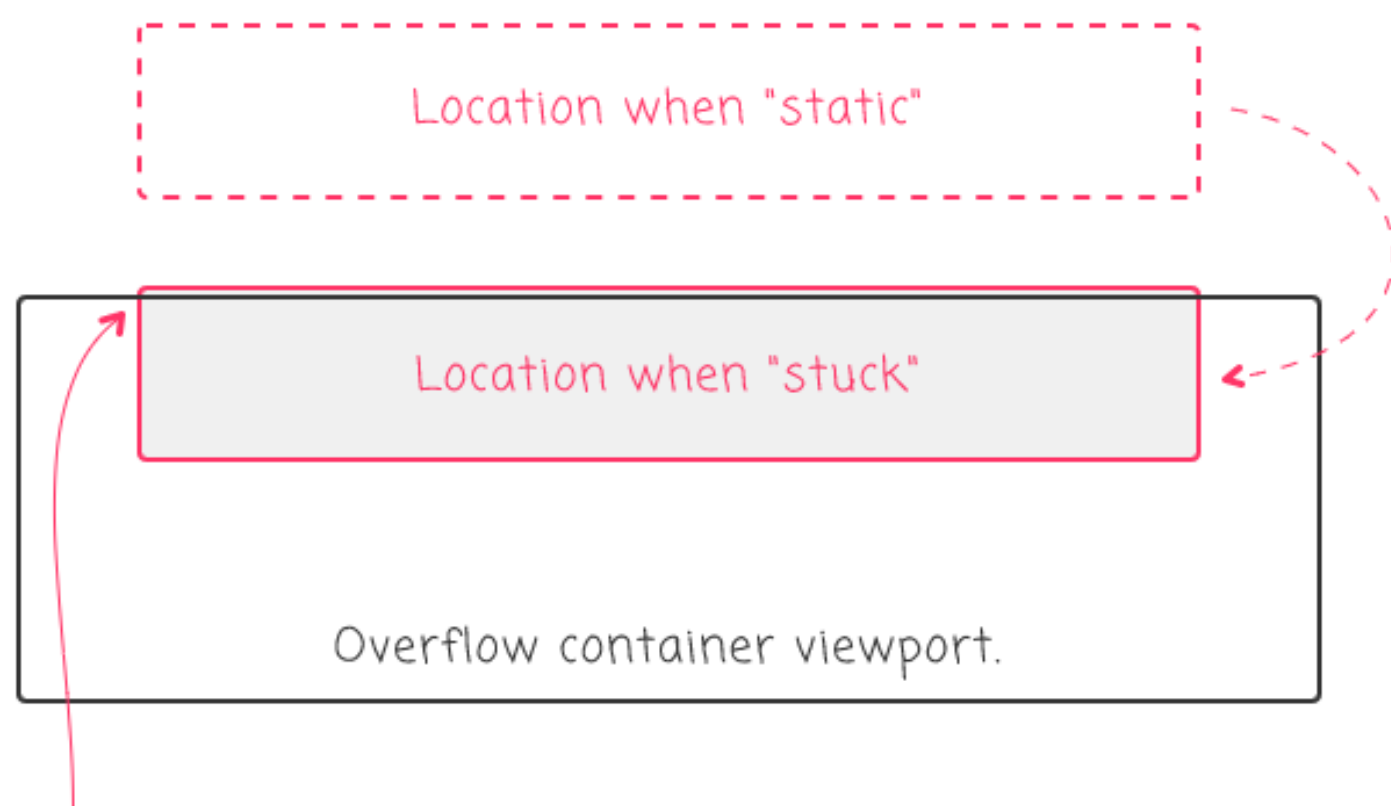 Location when "static"
Location when "stuck"
Overflow container viewport.